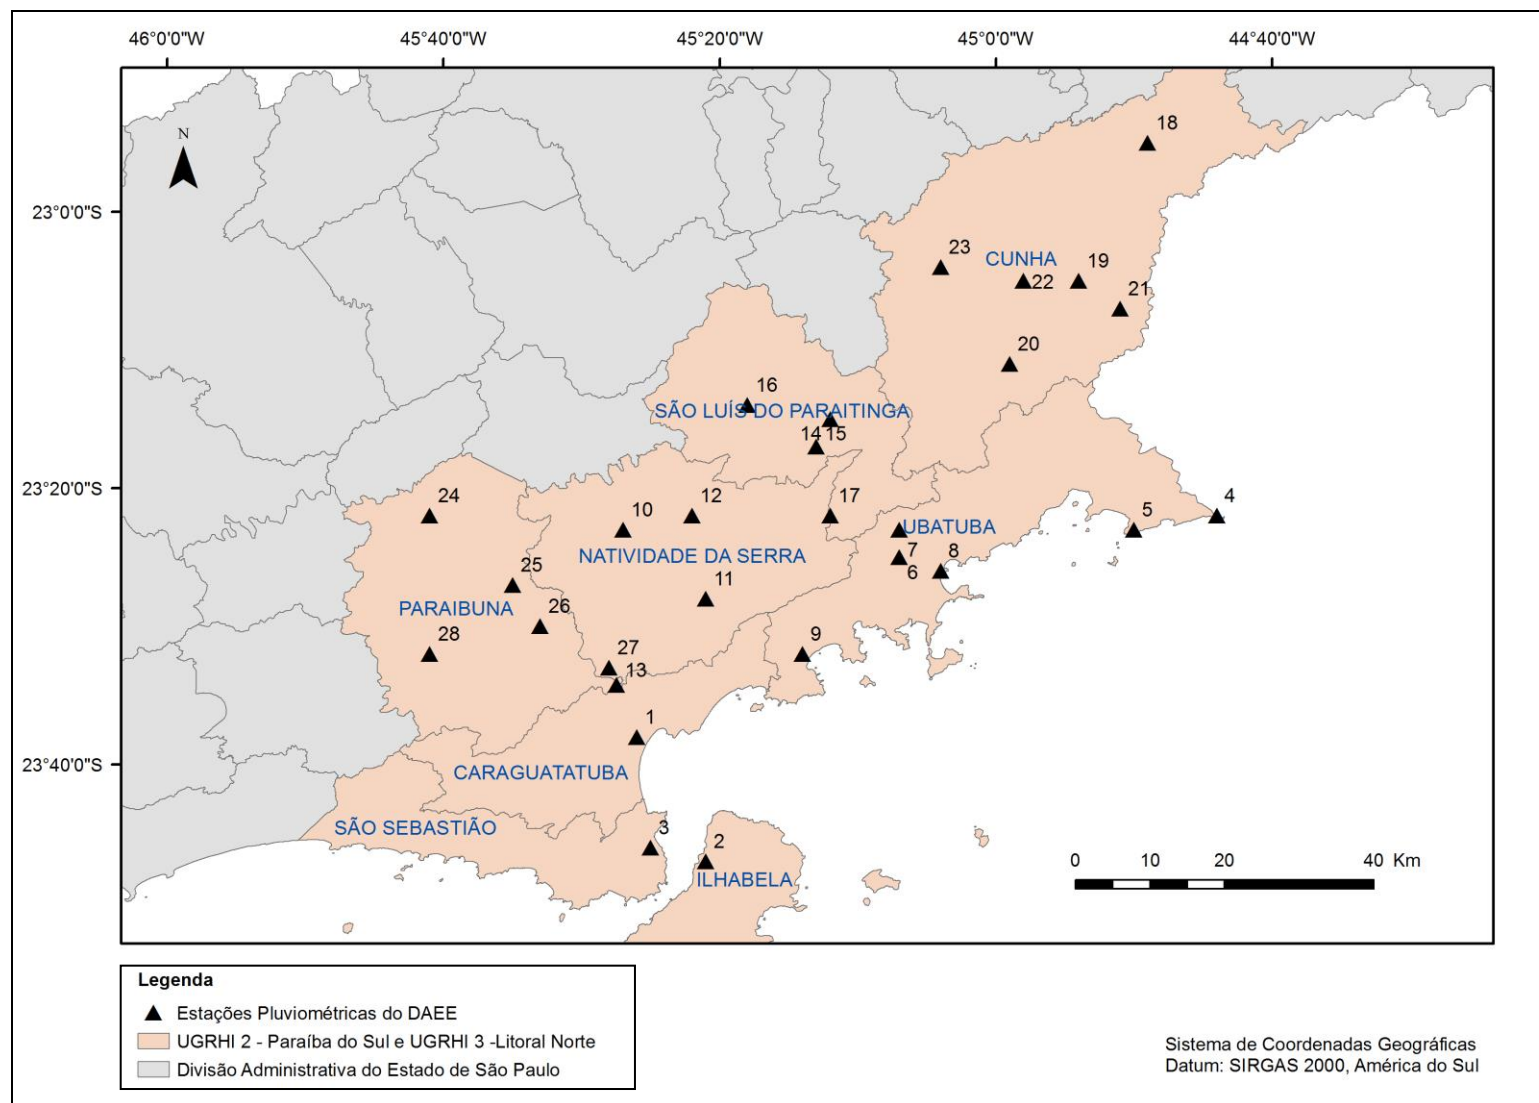 46°0'0"W 45°40'0"W 45°20'0"W 45°0'0"W 44°40'0"W
N
18
23°0'0"S
23
CUNHA
19
22
21
20
16
SÃO LUÍS DO PARAITINGA
14 15
23°20'0"S
24
10
12
17
5
4
UBATUBA
NATIVIDADE DA SERRA
7
8
6
25
11
PARAIBUNA
26
28
27
9
13
1
23°40'0"S
CARAGUATATUBA
SÃO SEBASTIÃO
3
2
ILHABELA
0 10 20 40 Km
Legenda
Estações Pluviométricas do DAEE
UGRHI 2 - Paraíba do Sul e UGRHI 3 -Litoral Norte
Divisão Administrativa do Estado de São Paulo
Sistema de Coordenadas Geográficas
Datum: SIRGAS 2000, América do Sul